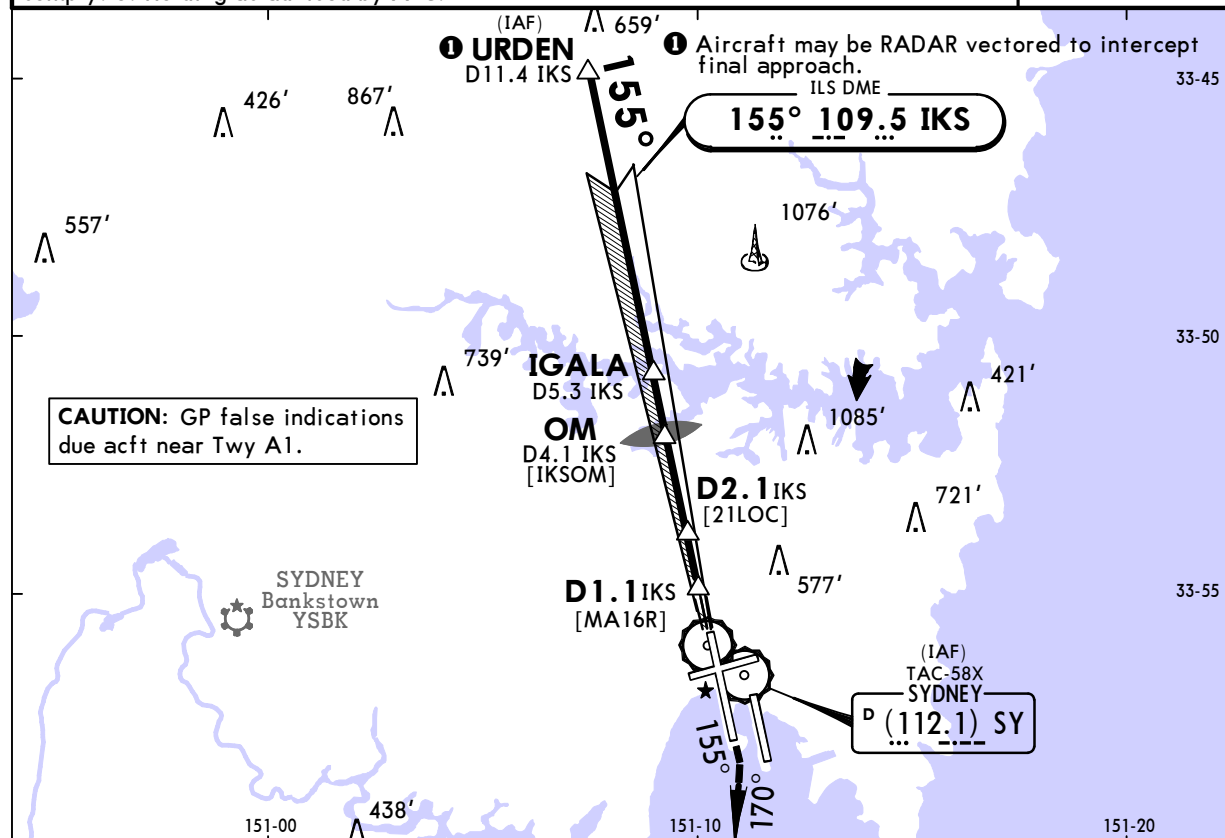 (IAF)
❶ URDEN
D11.4 IKS
659'
❶ Aircraft may be RADAR vectored to intercept
final approach.
33-45
155°
ILS DME
155° 109.5 IKS
426'
867'
557'
1076'
33-50
IGALA
D5.3 IKS
739'
421'
1085'
CAUTION: GP false indications
due acft near Twy A1.
OM
D4.1 IKS
[IKSOM]
D2.1 IKS
[21LOC]
721'
577'
D1.1 IKS
[MA16R]
33-55
SYDNEY
Bankstown
YSBK
(IAF)
TAC-58X
SYDNEY
D (112.1) SY
155°
170°
438'
151-00
151-10
151-20